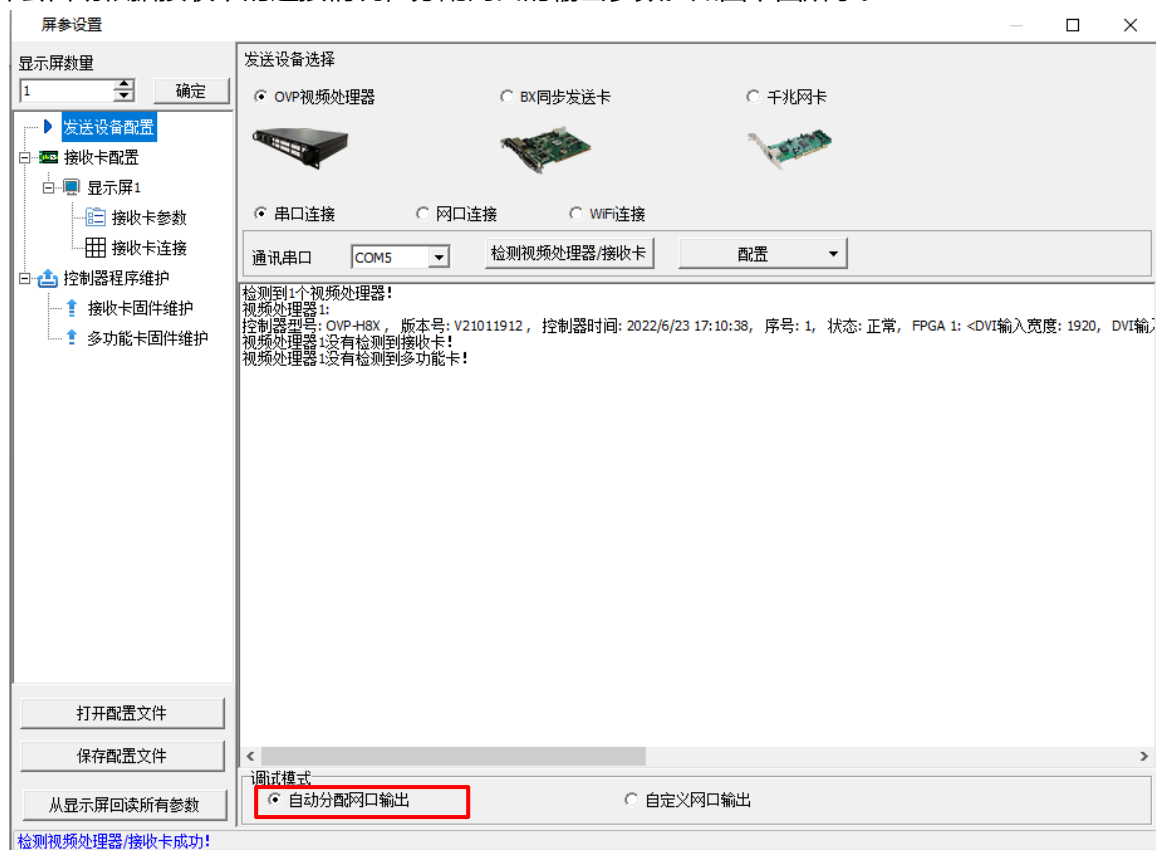 屏参设置
显示屏数量
1
确定
发送设备配置
接收卡配置
显示屏1
接收卡参数
接收卡连接
控制器程序维护
接收卡固件维护
多功能卡固件维护
打开配置文件
保存配置文件
从显示屏回读所有参数
发送设备选择
OVP视频处理器 BX同步发送卡 千兆网卡
串口连接 网口连接 WiFi连接
通讯串口 COM5 检测视频处理器/接收卡 配置
检测到1个视频处理器!
视频处理器1:
控制器型号: OVP-H8X, 版本号: V21011912, 控制器时间: 2022/6/23 17:10:38, 序号: 1, 状态: 正常, FPGA 1: <DVI输入宽度: 1920, DVI输
视频处理器1没有检测到接收卡!
视频处理器1没有检测到多功能卡!
调试模式
自动分配网口输出 自定义网口输出
检测视频处理器/接收卡成功!